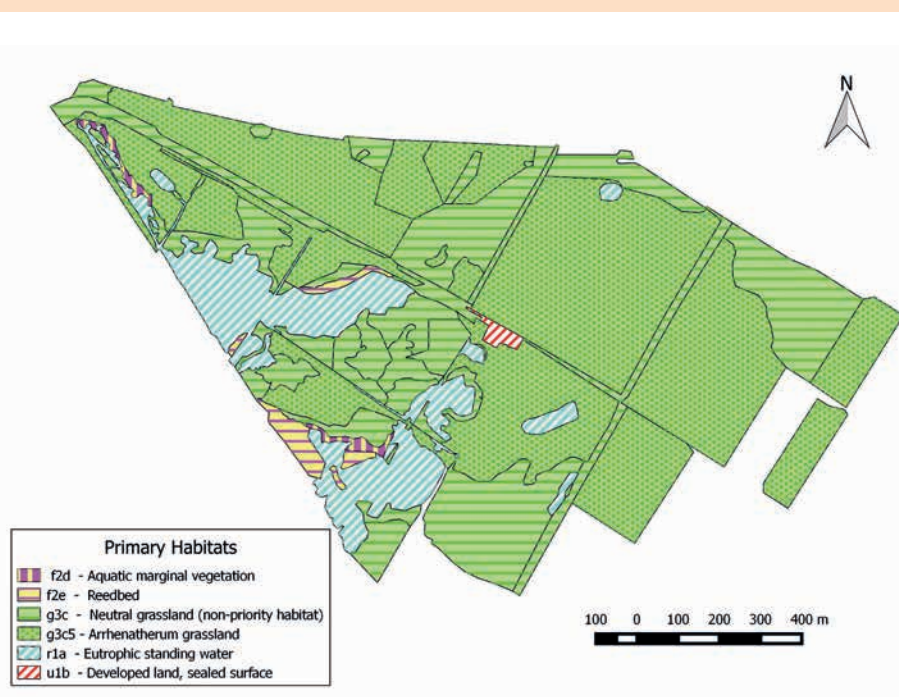 N
Primary Habitats
f2d - Aquatic marginal vegetation
f2e - Reedbed
g3c - Neutral grassland (non-priority habitat)
g3c5 - Arrhenatherum grassland
r1a - Eutrophic standing water
u1b - Developed land, sealed surface
100 0 100 200 300 400 m